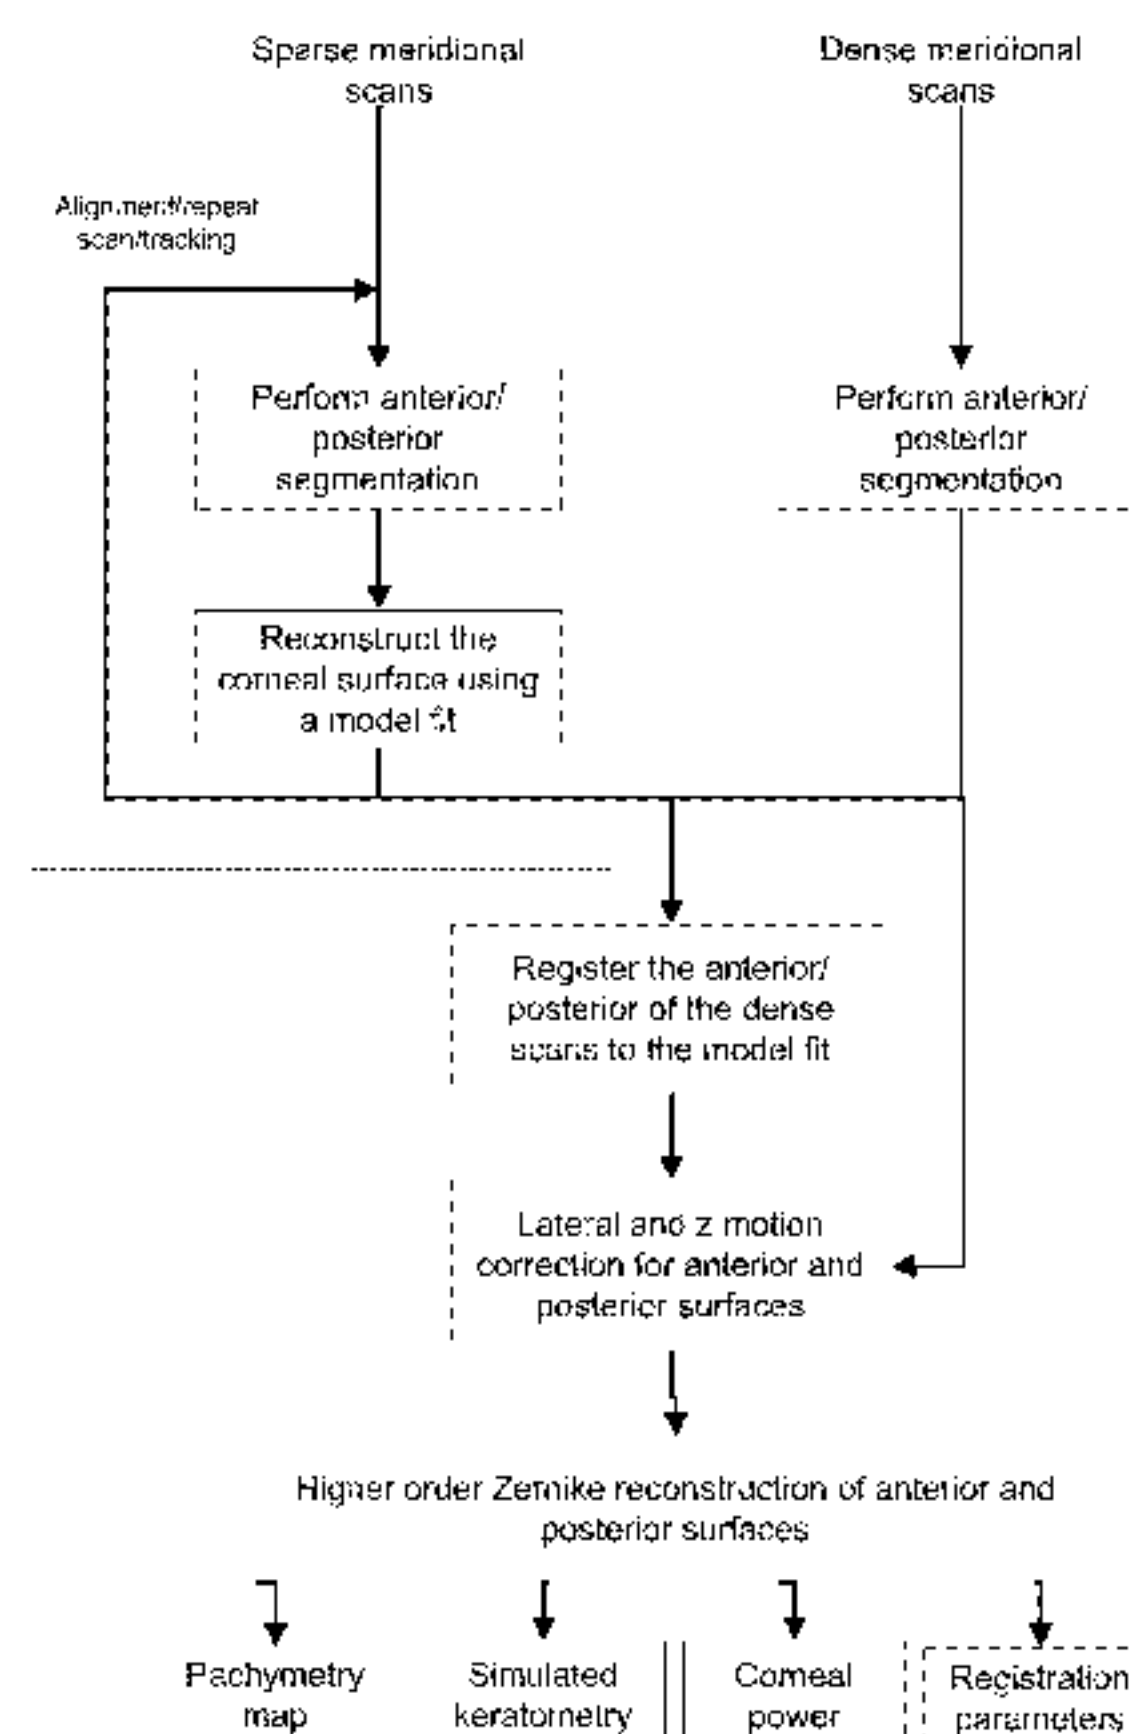 Sparse meridional
scans
Dense meridional
scans
Alignment/repeat
scan/tracking
Perform anterior/
posterior
segmentation
Perform anterior/
posterior
segmentation
Reconstruct the
corneal surface using
a model fit
Register the anterior/
posterior of the dense
scans to the model fit
Lateral and z motion
correction for anterior and
posterior surfaces
Higher order Zernike reconstruction of anterior and
posterior surfaces
Pachymetry
map
Simulated
keratometry
Corneal
power
Registration
parameters